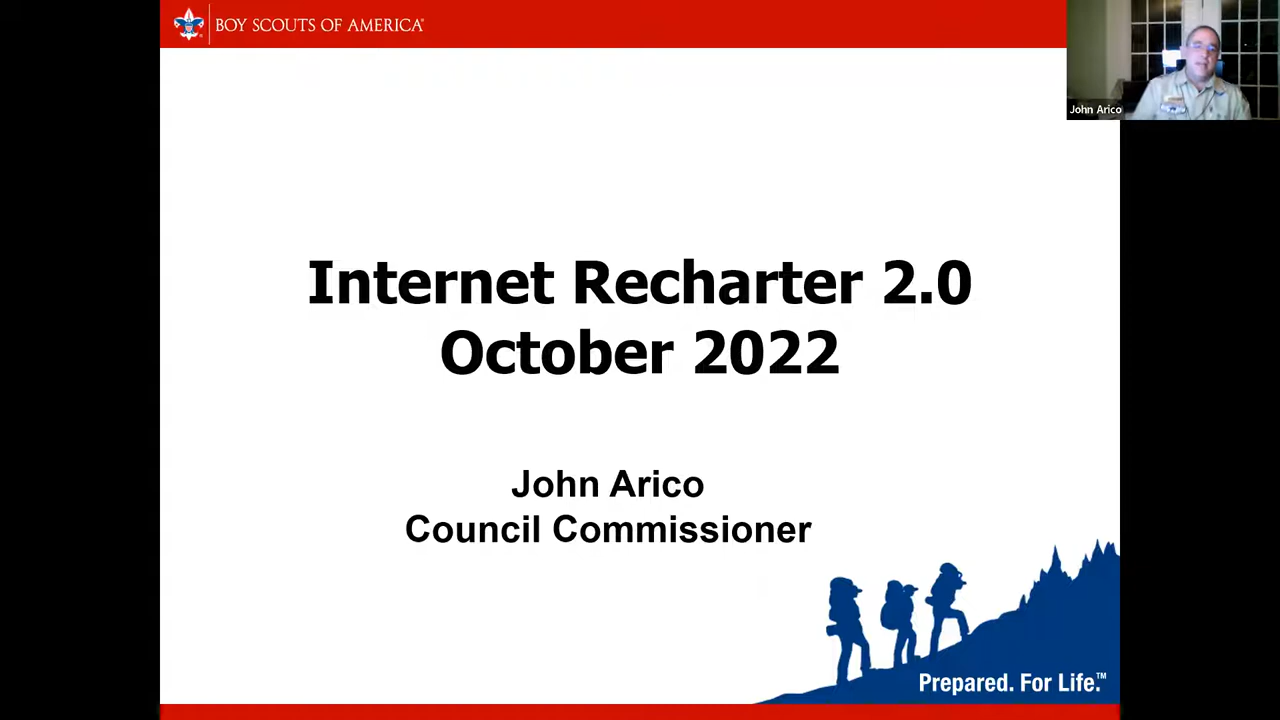 BOY SCOUTS OF AMERICA®
John Arico
Internet Recharter 2.0
October 2022
John Arico
Council Commissioner
Prepared. For Life.™